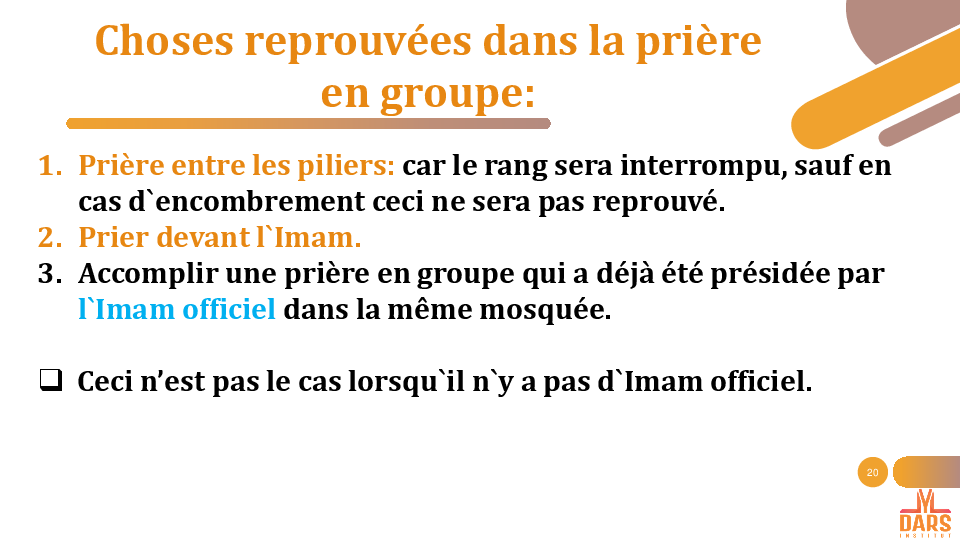 Choses reprouvées dans la prière
en groupe:
1. Prière entre les piliers: car le rang sera interrompu, sauf en
cas d`encombrement ceci ne sera pas reprouvé.
2. Prier devant l`Imam.
3. Accomplir une prière en groupe qui a déjà été présidée par
l`Imam officiel dans la même mosquée.
❑ Ceci n’est pas le cas lorsqu`il n`y a pas d`Imam officiel.
20
DARS
INSTITUT